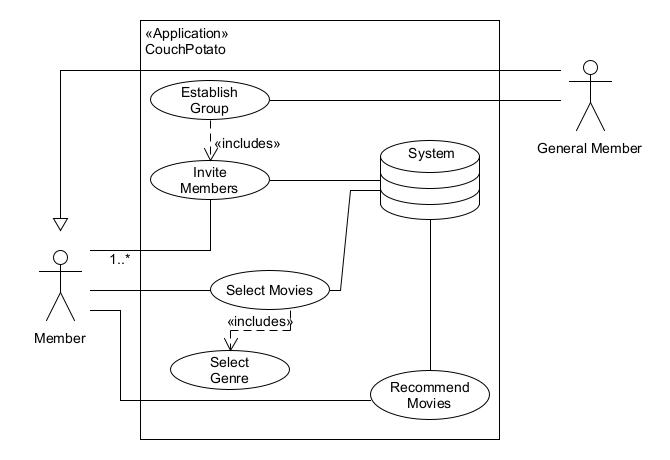 «Application»
CouchPotato
Establish
Group
General Member
«includes»
System
Invite
Members
1..*
Select Movies
Member
«includes»
Select
Genre
Recommend
Movies